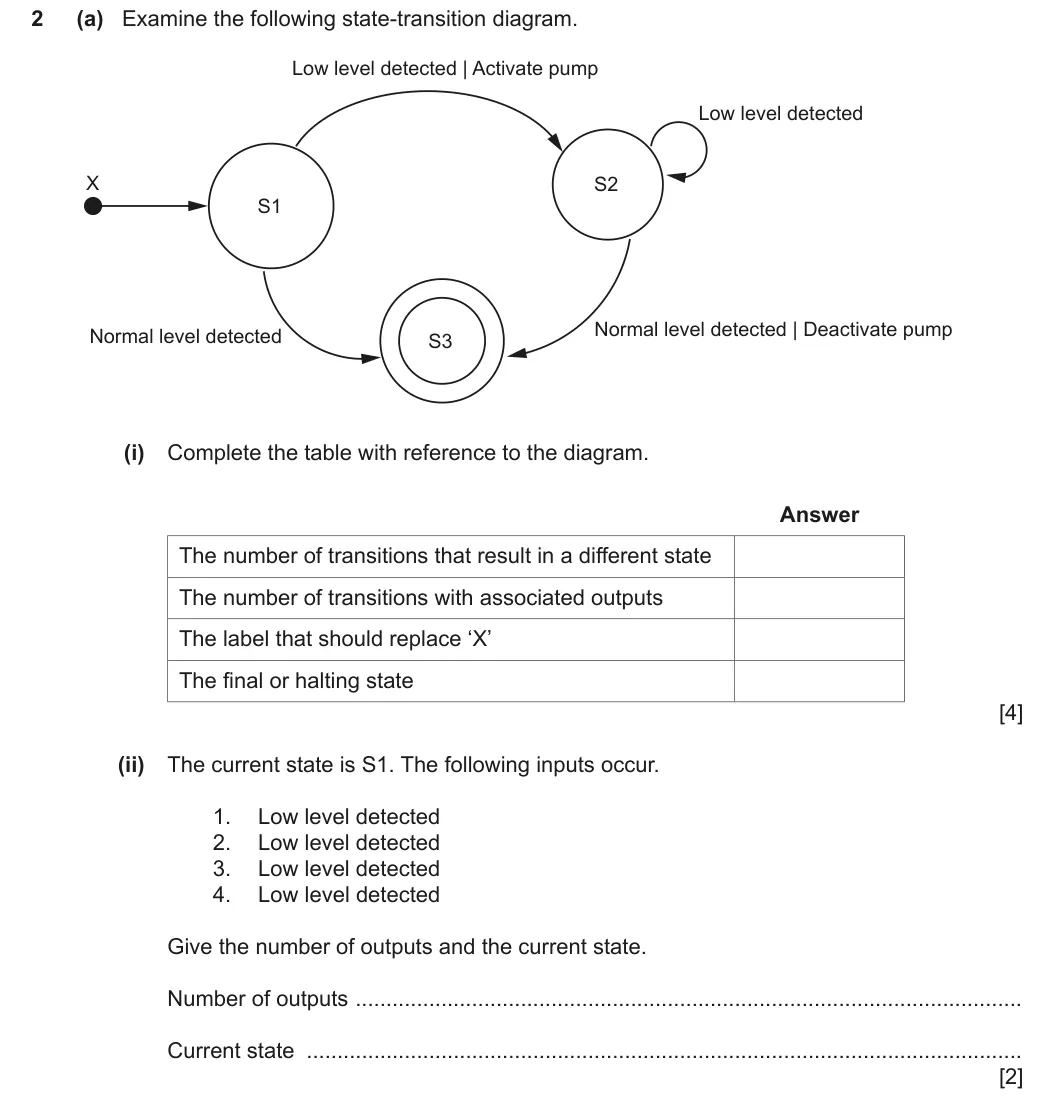 2 (a) Examine the following state-transition diagram.
Low level detected | Activate pump
Low level detected
X
S1
S2
Normal level detected
S3
Normal level detected | Deactivate pump
(i) Complete the table with reference to the diagram.
Answer
The number of transitions that result in a different state
The number of transitions with associated outputs
The label that should replace ‘X’
The final or halting state
[4]
(ii) The current state is S1. The following inputs occur.
1. Low level detected
2. Low level detected
3. Low level detected
4. Low level detected
Give the number of outputs and the current state.
Number of outputs ...............................................................................................................
Current state .......................................................................................................................
[2]